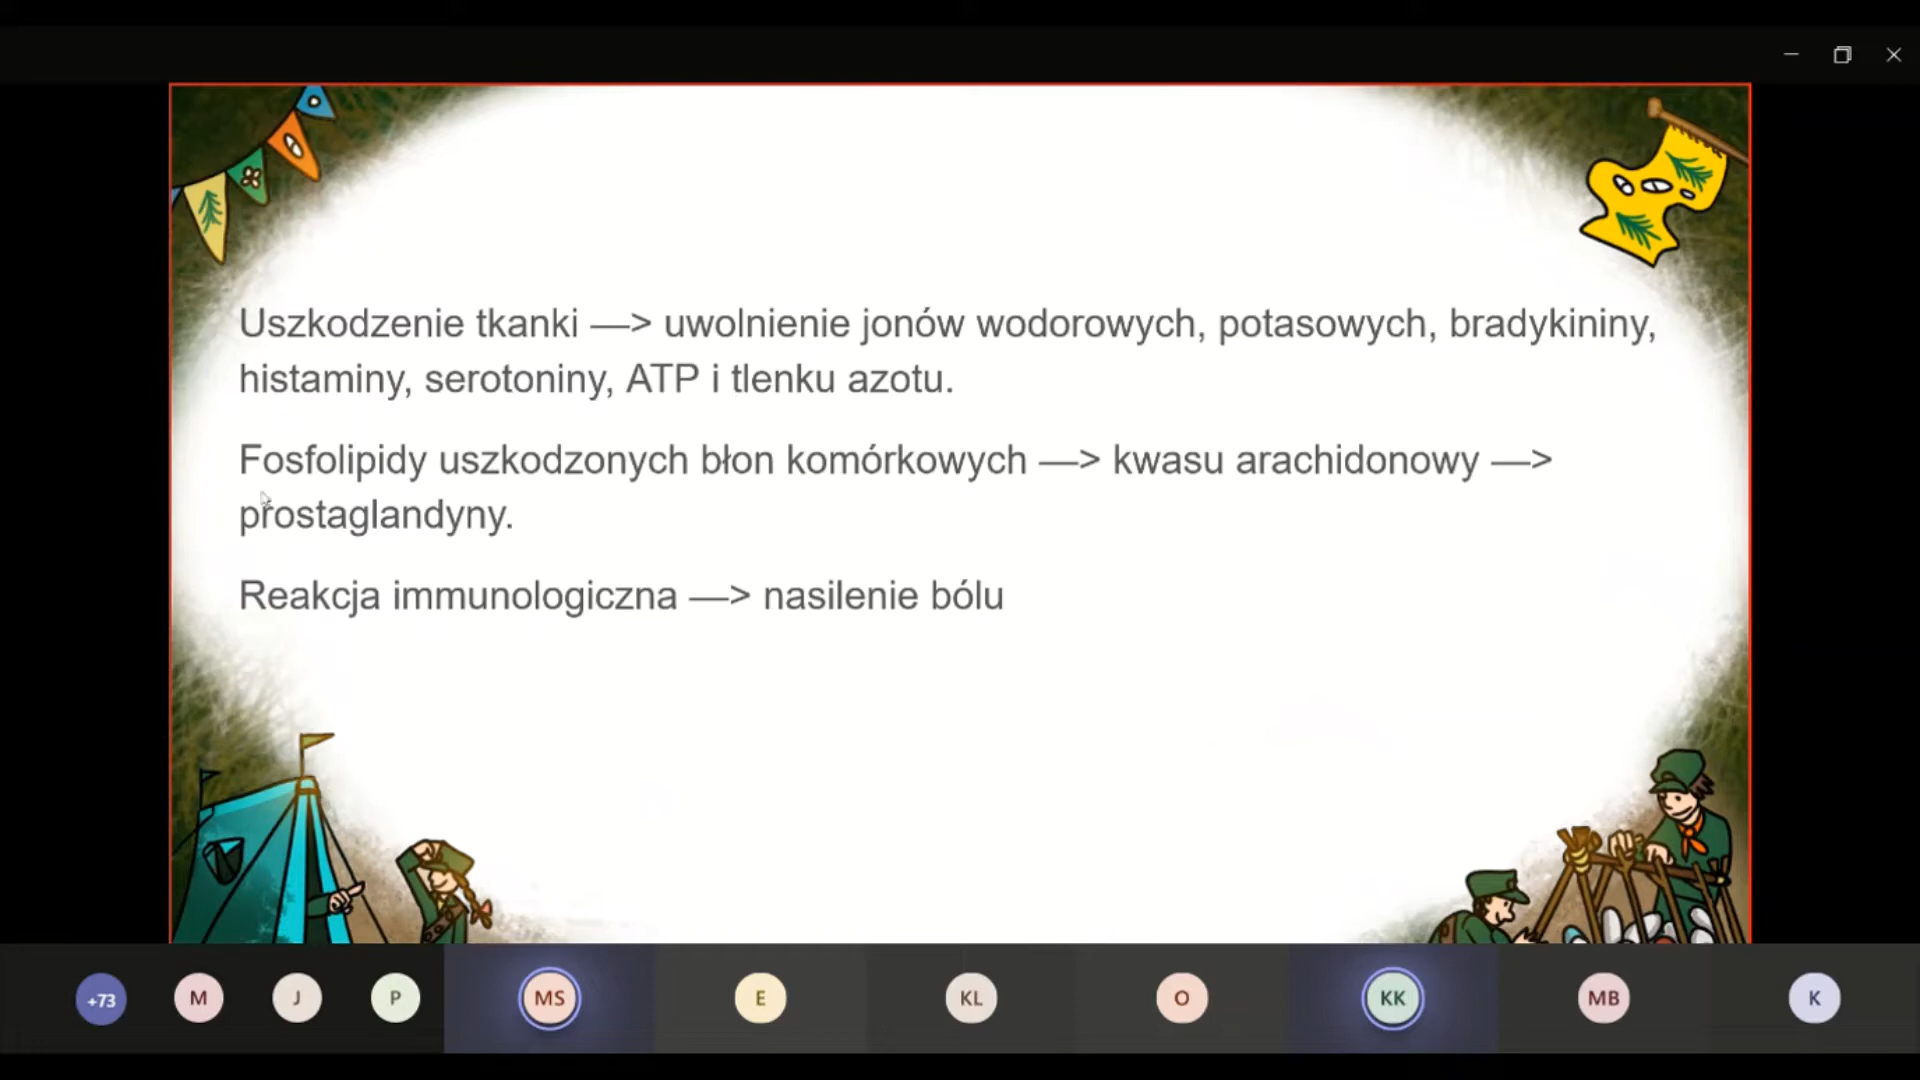 Uszkodzenie tkanki —> uwolnienie jonów wodorowych, potasowych, bradykininy,
histaminy, serotoniny, ATP i tlenku azotu.
Fosfolipidy uszkodzonych błon komórkowych —> kwasu arachidonowy —>
prostaglandyny.
Reakcja immunologiczna —> nasilenie bólu
+73 M J P MS E KL O KK MB K